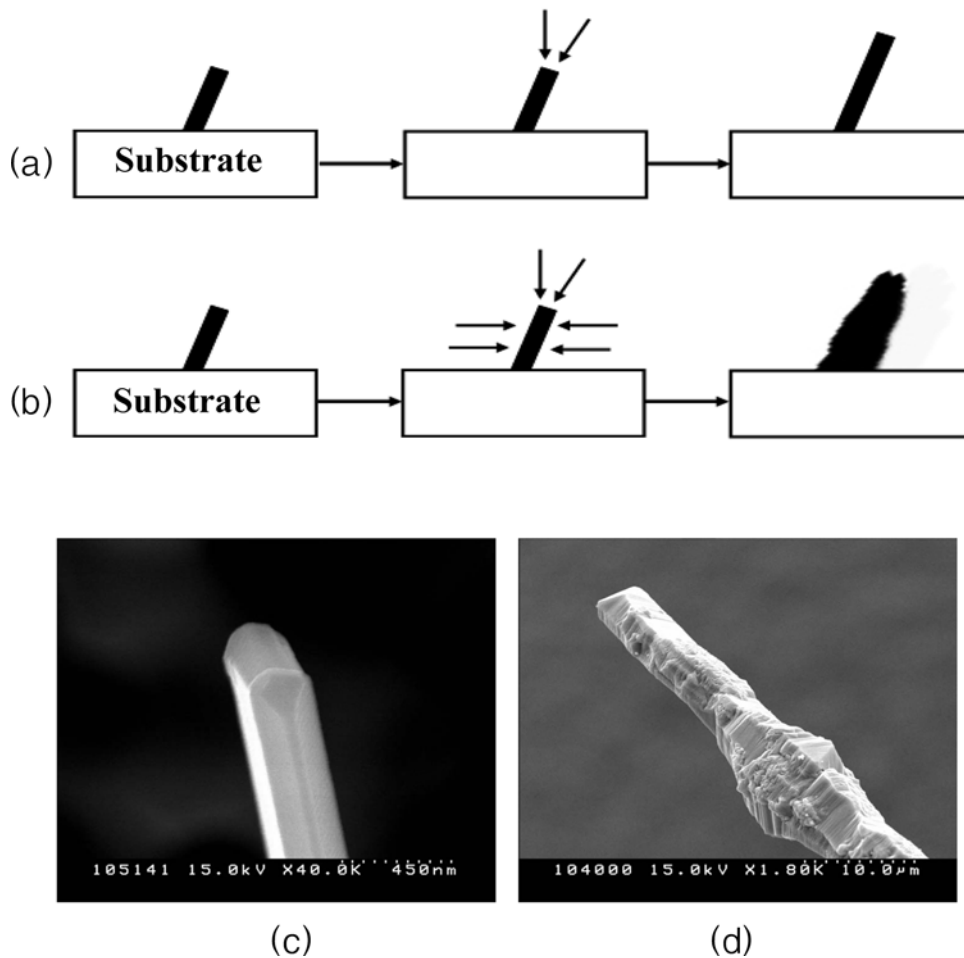 (a)
Substrate
(b)
Substrate
105141 15.0kV X40.0K 450nm
104000 15.0kV X1.80K 10.0μm
(c)
(d)